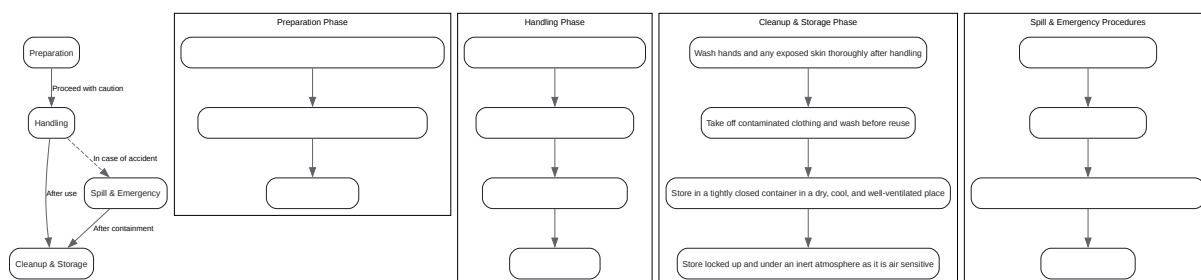 Preparation
Proceed with caution
Handling
In case of accident
After use
Spill & Emergency
After containment
Cleanup & Storage
Preparation Phase
Handling Phase
Cleanup & Storage Phase
Wash hands and any exposed skin thoroughly after handling
Take off contaminated clothing and wash before reuse
Store in a tightly closed container in a dry, cool, and well-ventilated place
Store locked up and under an inert atmosphere as it is air sensitive
Spill & Emergency Procedures